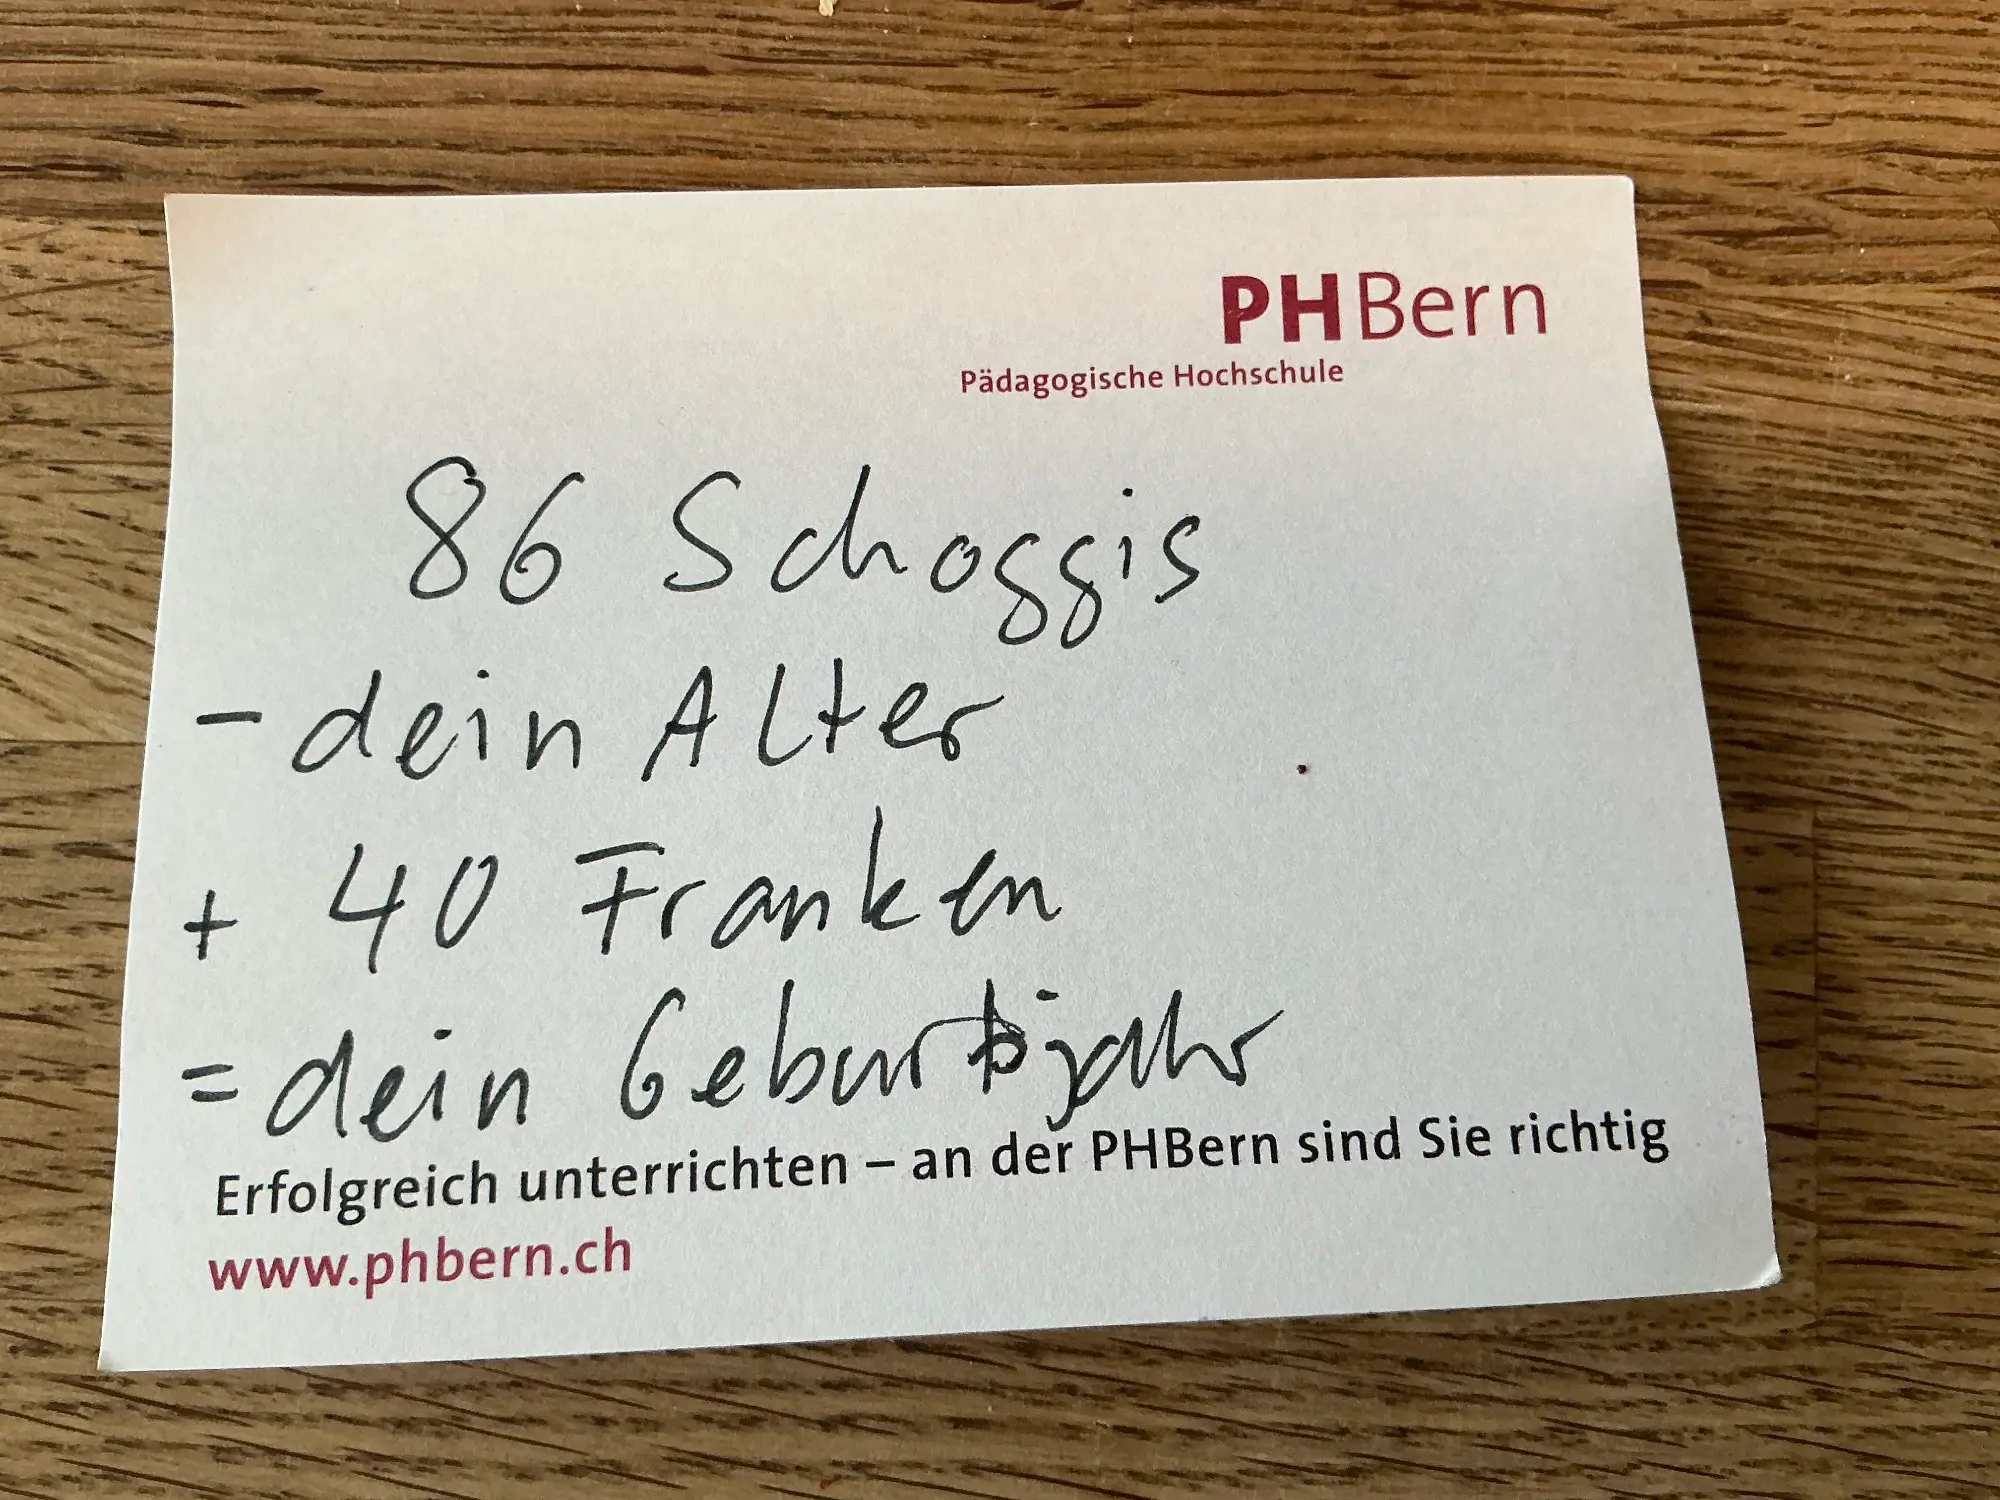 PHBern
Pädagogische Hochschule
86 Schoggis
- dein Alter
+ 40 Franken
= dein Geburtsjahr
Erfolgreich unterrichten – an der PHBern sind Sie richtig
www.phbern.ch